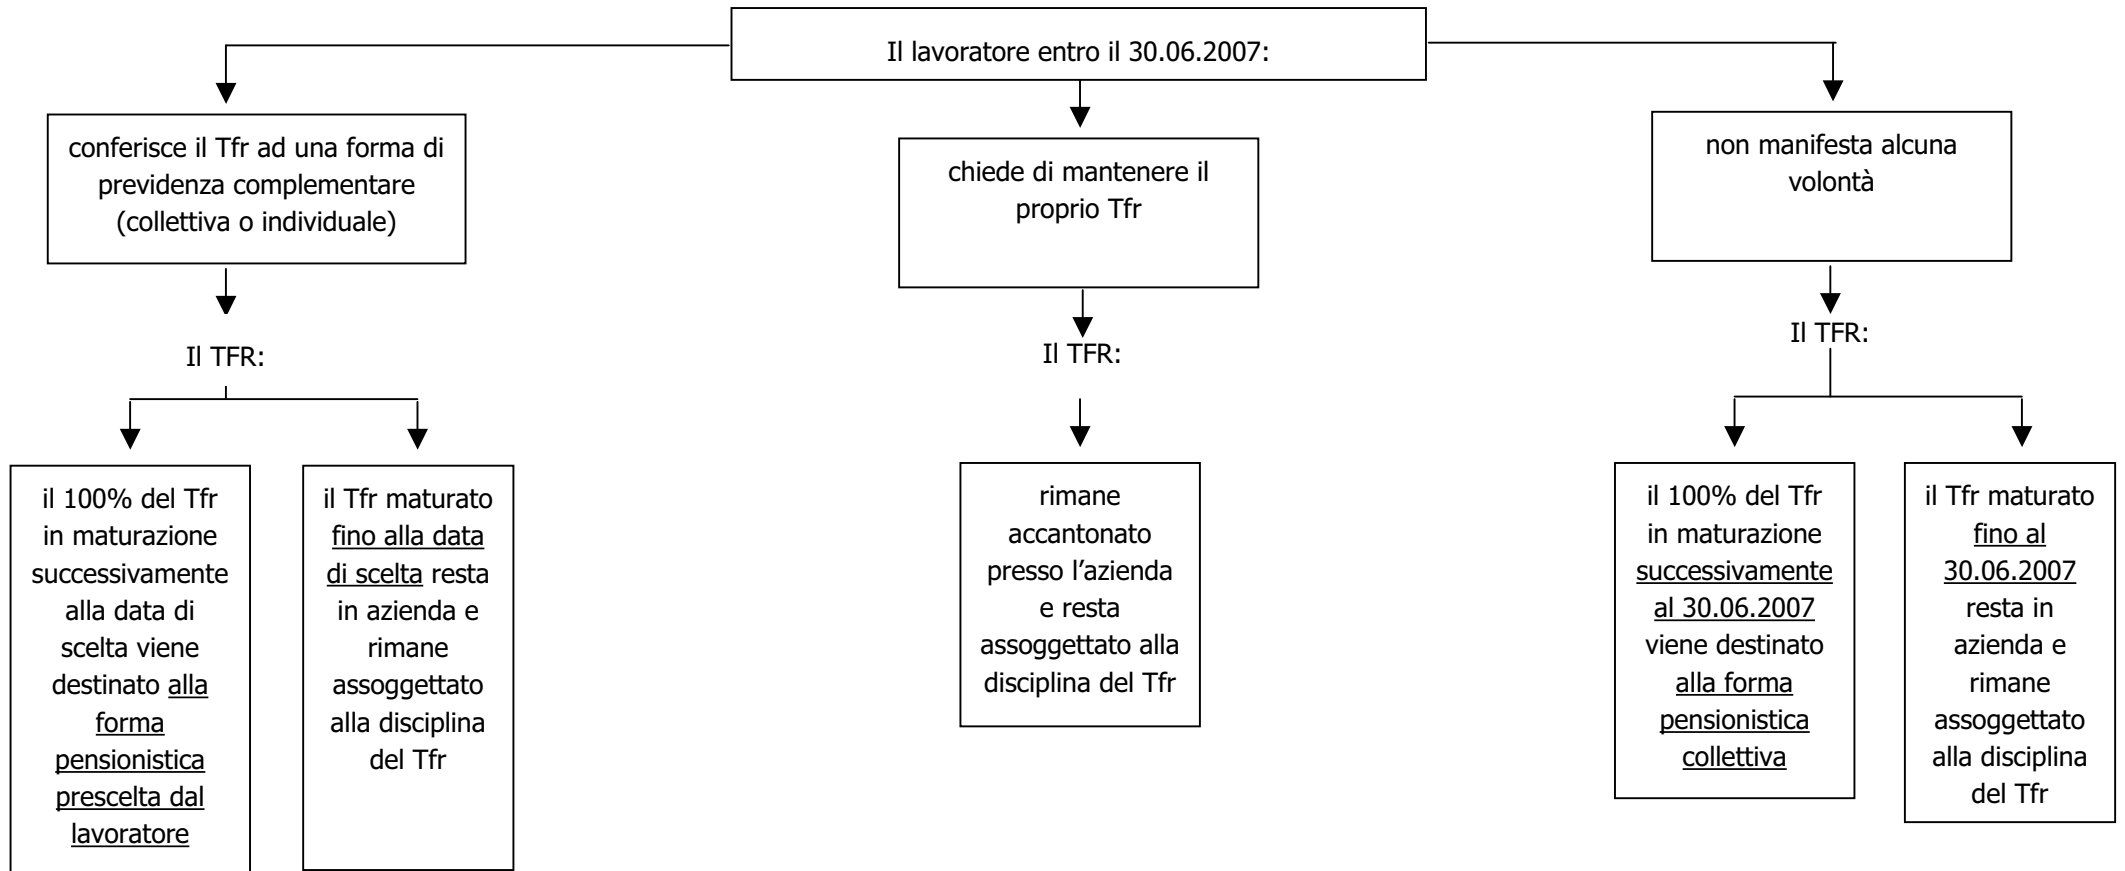 Il lavoratore entro il 30.06.2007:
conferisce il Tfr ad una forma di
previdenza complementare
(collettiva o individuale)
chiede di mantenere il
proprio Tfr
non manifesta alcuna
volontà
Il TFR:
Il TFR:
Il TFR:
il 100% del Tfr
in maturazione
successivamente
alla data di
scelta viene
destinato alla
forma
pensionistica
prescelta dal
lavoratore
il Tfr maturato
fino alla data
di scelta resta
in azienda e
rimane
assoggettato
alla disciplina
del Tfr
rimane
accantonato
presso l’azienda
e resta
assoggettato alla
disciplina del Tfr
il 100% del Tfr
in maturazione
successivamente
al 30.06.2007
viene destinato
alla forma
pensionistica
collettiva
il Tfr maturato
fino al
30.06.2007
resta in
azienda e
rimane
assoggettato
alla disciplina
del Tfr